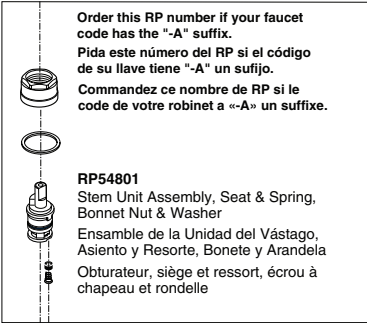 Order this RP number if your faucet
code has the "-A" suffix.
Pida este número del RP si el código
de su llave tiene "-A" un sufijo.
Commandez ce nombre de RP si le
code de votre robinet a «-A» un suffixe.
RP54801
Stem Unit Assembly, Seat & Spring,
Bonnet Nut & Washer
Ensamble de la Unidad del Vástago,
Asiento y Resorte, Bonete y Arandela
Obturateur, siège et ressort, écrou à
chapeau et rondelle